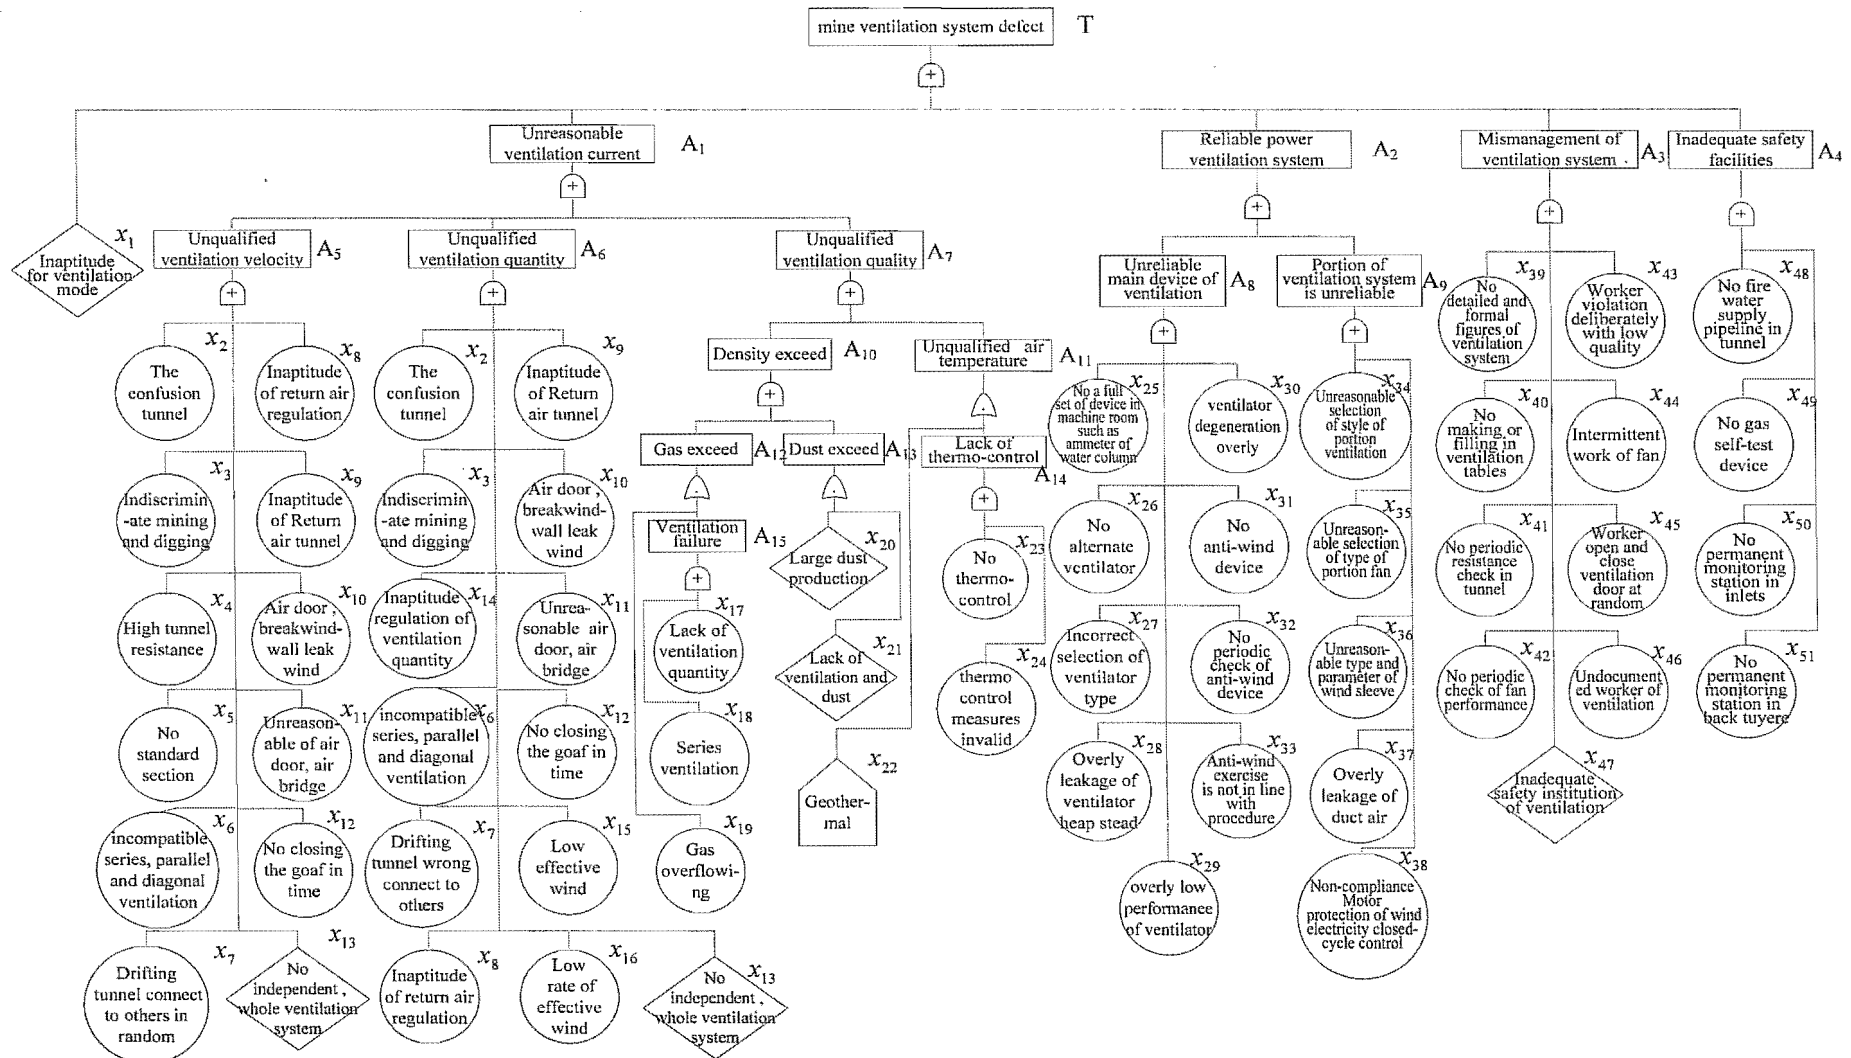 mine ventilation system defect T
+
Unreasonable
ventilation current
A1
+
Reliable power
ventilation system
A2
+
Mismanagement of
ventilation system
A3
+
Inadequate safety
facilities
A4
+
x1
Inaptitude
for ventilation
mode
Unqualified
ventilation velocity
A5
+
Unqualified
ventilation quantity
A6
+
Unqualified
ventilation quality
A7
x2
The
confusion
tunnel
x8
Inaptitude
of return air
regulation
x3
Indiscrimin
-ate mining
and digging
x9
Inaptitude
of Return
air tunnel
x4
High tunnel
resistance
x10
Air door ,
breakwind-
wall leak
wind
x5
No
standard
section
x11
Unreason-
able of air
door, air
bridge
x6
incompatible
series, parallel
and diagonal
ventilation
x12
No closing
the goaf in
time
x7
Drifting
tunnel connect
to others in
random
x13
No
independent ,
whole ventilation
system
x2
The
confusion
tunnel
x9
Inaptitude
of Return
air tunnel
x3
Indiscrimin
-ate mining
and digging
x10
Air door ,
breakwind-
wall leak
wind
x14
Inaptitude
regulation of
ventilation
quantity
x11
Unrea-
sonable air
door, air
bridge
x6
incompatible
series, parallel
and diagonal
ventilation
x12
No closing
the goaf in
time
x7
Drifting
tunnel wrong
connect to
others
x15
Low
effective
wind
x8
Inaptitude
of return air
regulation
x16
Low
rate of
effective
wind
x13
No
independent ,
whole ventilation
system
+
Density exceed
A10
+
Unqualified air
temperature
A11
.
Gas exceed
A12
.
Dust exceed
A13
.
Lack of
thermo-control
A14
+
Ventilation
failure
A15
+
x17
Lack of
ventilation
quantity
x18
Series
ventilation
x19
Gas
overflowi-
ng
x20
Large dust
production
x21
Lack of
ventilation and
dust
x22
Geother-
mal
x23
No
thermo-
control
x24
thermo
control
measures
invalid
Unreliable
main device of
ventilation
A8
+
Portion of
ventilation system
is unreliable
A9
+
x25
No a full
set of device in
machine room
such as
ammeter of
water column
x30
ventilator
degeneration
overly
x26
No
alternate
ventilator
x31
No
anti-wind
device
x27
Incorrect
selection of
ventilator
type
x32
No
periodic
check of
anti-wind
device
x28
Overly
leakage of
ventilator
heap stead
x33
Anti-wind
exercise
is not in line
with
procedure
x29
overly low
performance
of ventilator
x34
Unreasonable
selection
of style of
portion
ventilation
x35
Unreason-
able selection
of type of
portion fan
x36
Unreason-
able type and
parameter of
wind sleeve
x37
Overly
leakage of
duct air
x38
Non-compliance
Motor
protection of wind
electricity closed-
cycle control
x39
No
detailed and
formal
figures of
ventilation
system
x43
Worker
violation
deliberately
with low
quality
x40
No
making or
filling in
ventilation
tables
x44
Intermittent
work of fan
x41
No periodic
resistance
check in
tunnel
x45
Worker
open and
close
ventilation
door at
random
x42
No periodic
check of fan
performance
x46
Undocument
ed worker of
ventilation
x47
Inadequate
safety institution
of ventilation
x48
No fire
water
supply
pipeline in
tunnel
x49
No gas
self-test
device
x50
No
permanent
monitoring
station in
inlets
x51
No
permanent
monitoring
station in
back tuyere